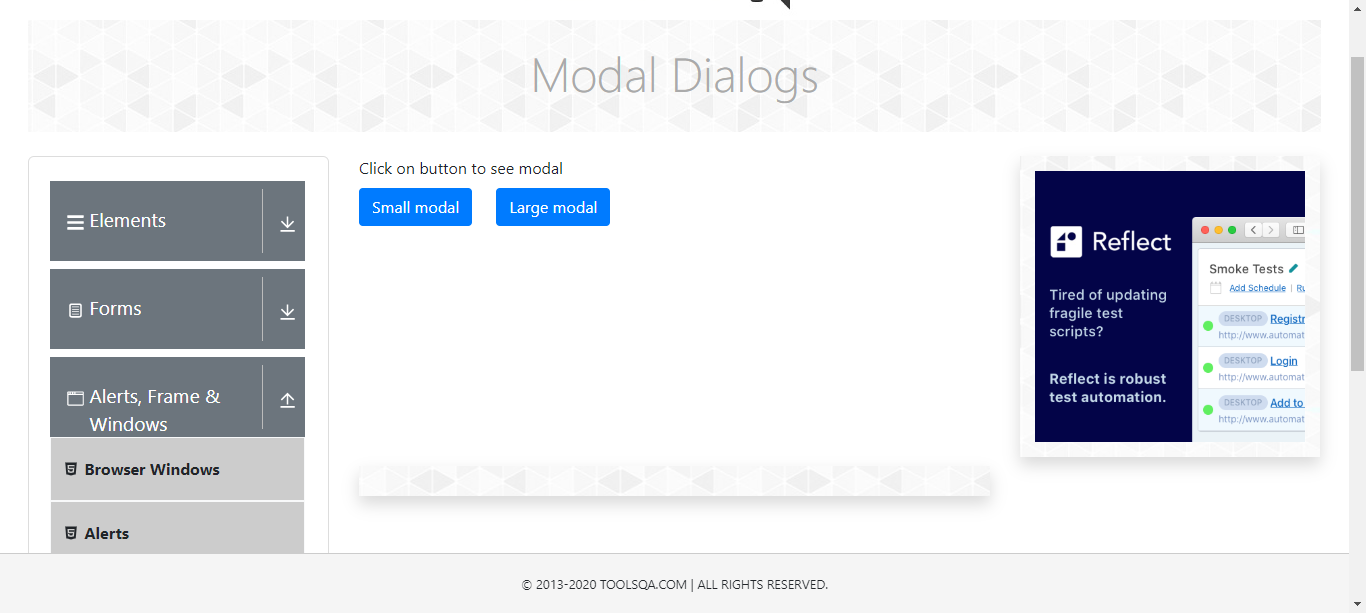 Modal Dialogs
Elements
Forms
Alerts, Frame &
Windows
Browser Windows
Alerts
Click on button to see modal
Small modal
Large modal
Reflect
Tired of updating
fragile test
scripts?
Reflect is robust
test automation.
Smoke Tests
Add Schedule | Ru
DESKTOP Registr
http://www.automat
DESKTOP Login
http://www.automat
DESKTOP Add to
http://www.automat
© 2013-2020 TOOLSQA.COM | ALL RIGHTS RESERVED.